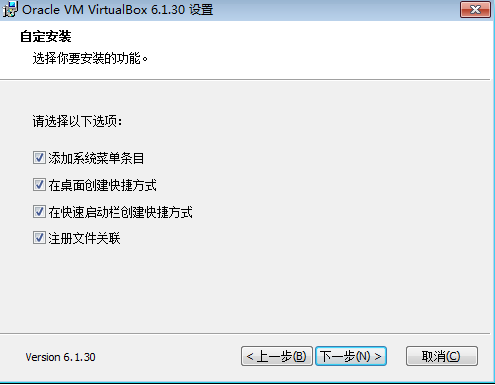 Oracle VM VirtualBox 6.1.30 设置
自定安装
选择你要安装的功能。
请选择以下选项：
添加系统菜单条目
在桌面创建快捷方式
在快速启动栏创建快捷方式
注册文件关联
Version 6.1.30
< 上一步(B)
下一步(N) >
取消(C)